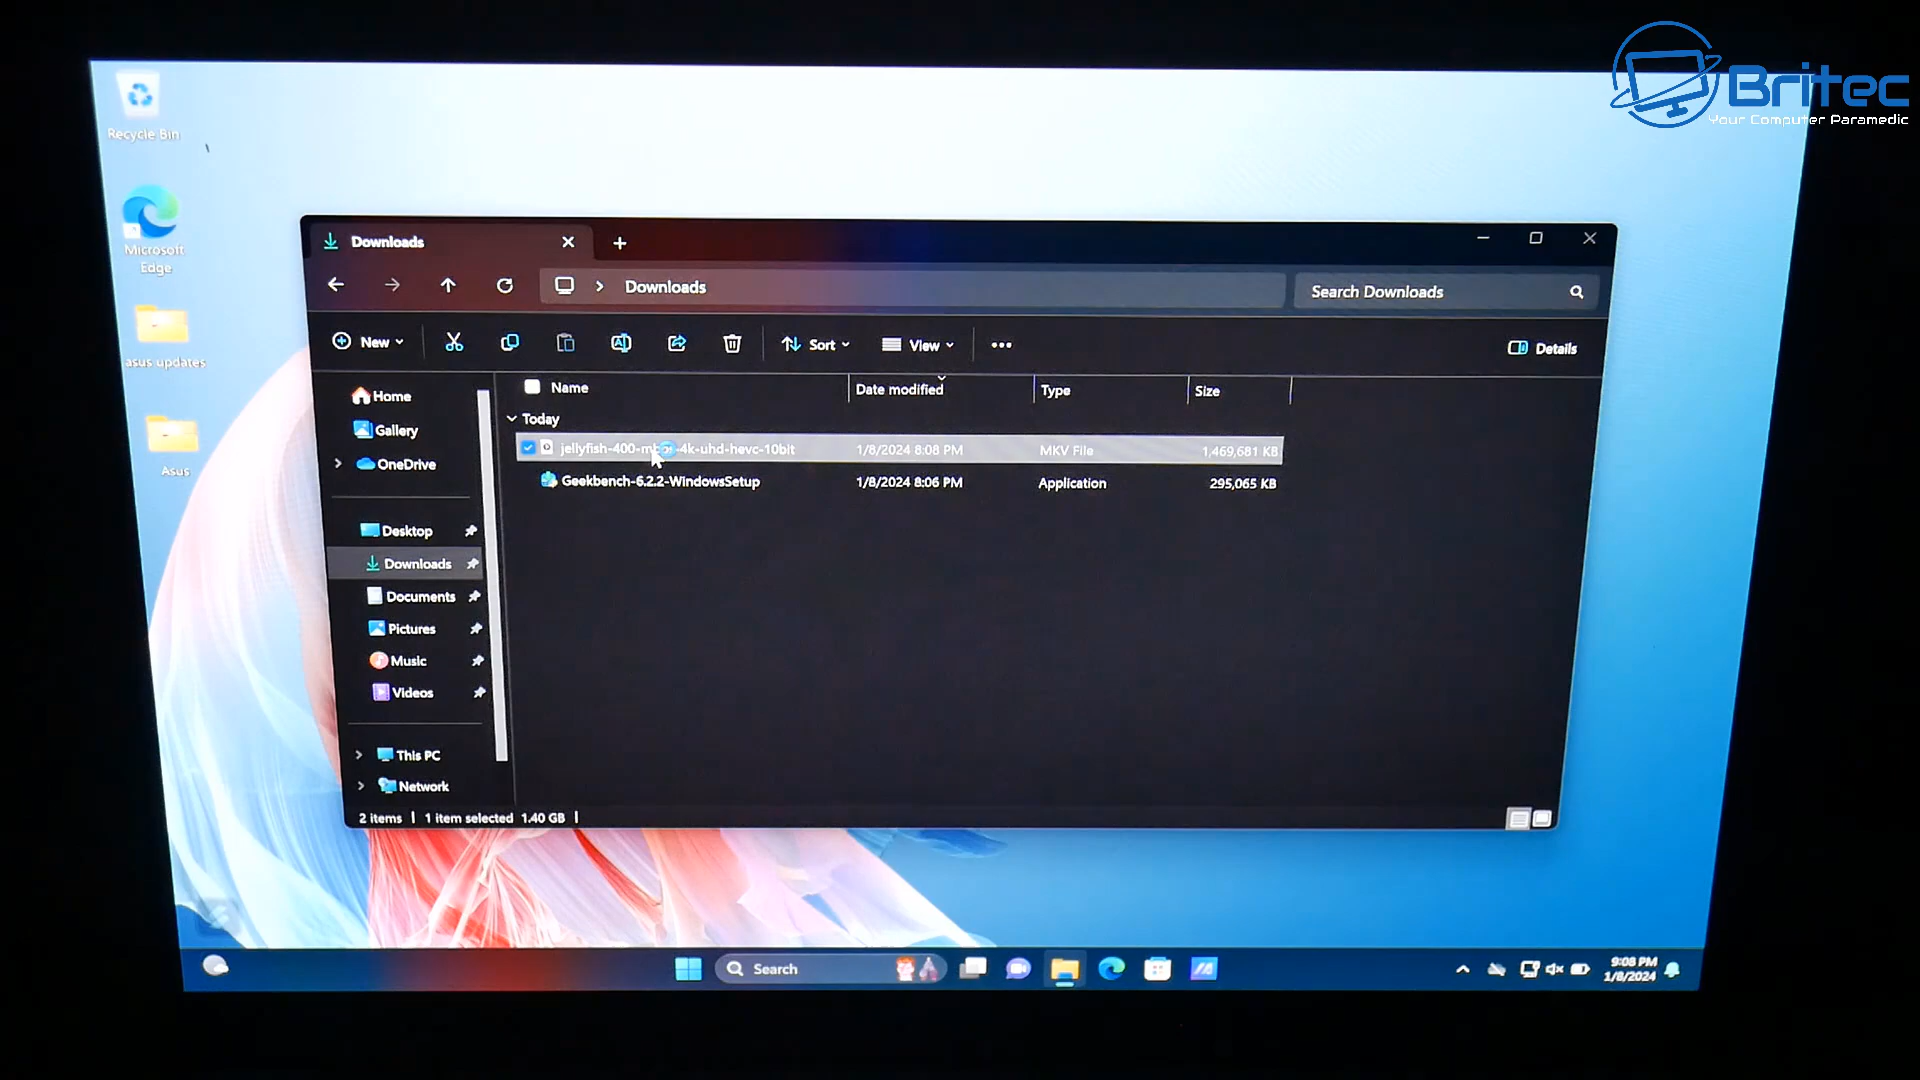 Britec
Your Computer Paramedic
Recycle Bin
Microsoft
Edge
asus updates
Asus
Downloads
Downloads
Search Downloads
New
Sort
View
Details
Name
Date modified
Type
Size
Home
Gallery
OneDrive
Desktop
Downloads
Documents
Pictures
Music
Videos
This PC
Network
Today
-4k-uhd-hevc-10bit
1/8/2024 8:08 PM
MKV File
1,469,681 KB
Geekbench-6.2.2-WindowsSetup
1/8/2024 8:06 PM
Application
295,065 KB
2 items
1 item selected 1.40 GB
Search
9:08 PM
1/8/2024